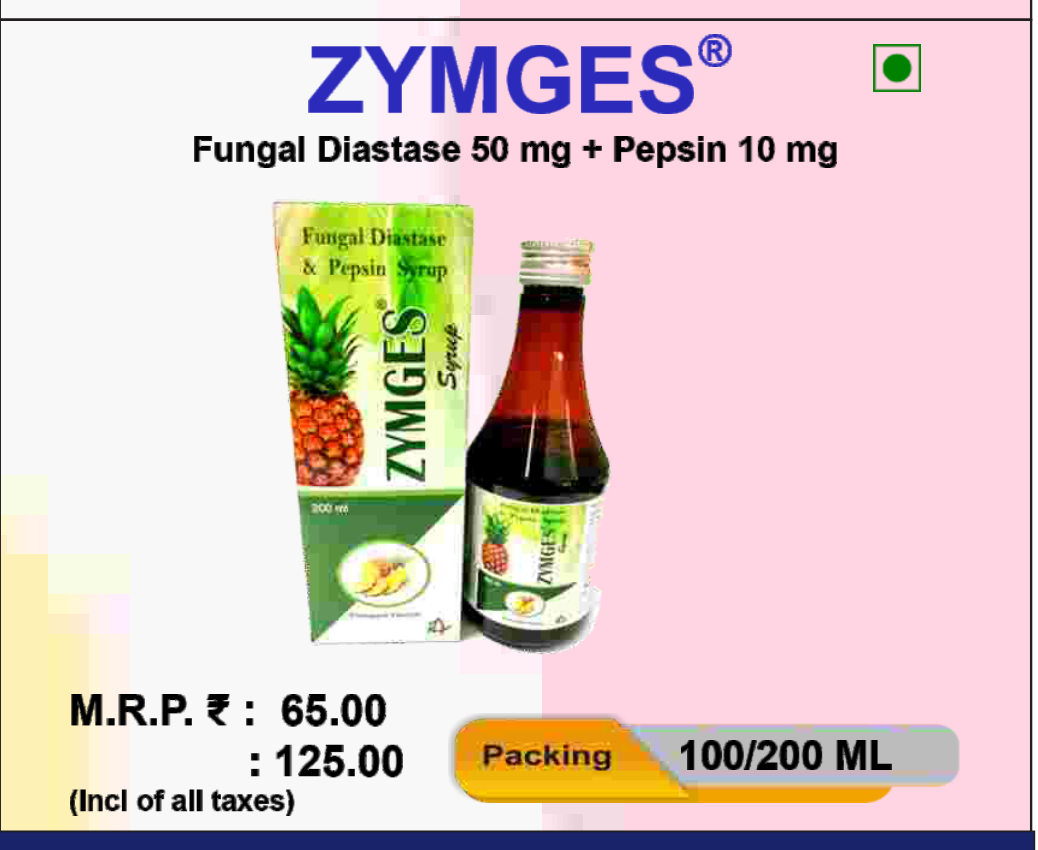 ZYMGES®
Fungal Diastase 50 mg + Pepsin 10 mg
Fungal Diastase
& Pepsin Syrup
ZYMGES®
Syrup
200 ml
ZYMGES
Syrup
M.R.P. ₹ : 65.00
: 125.00
(Incl of all taxes)
Packing
100/200 ML